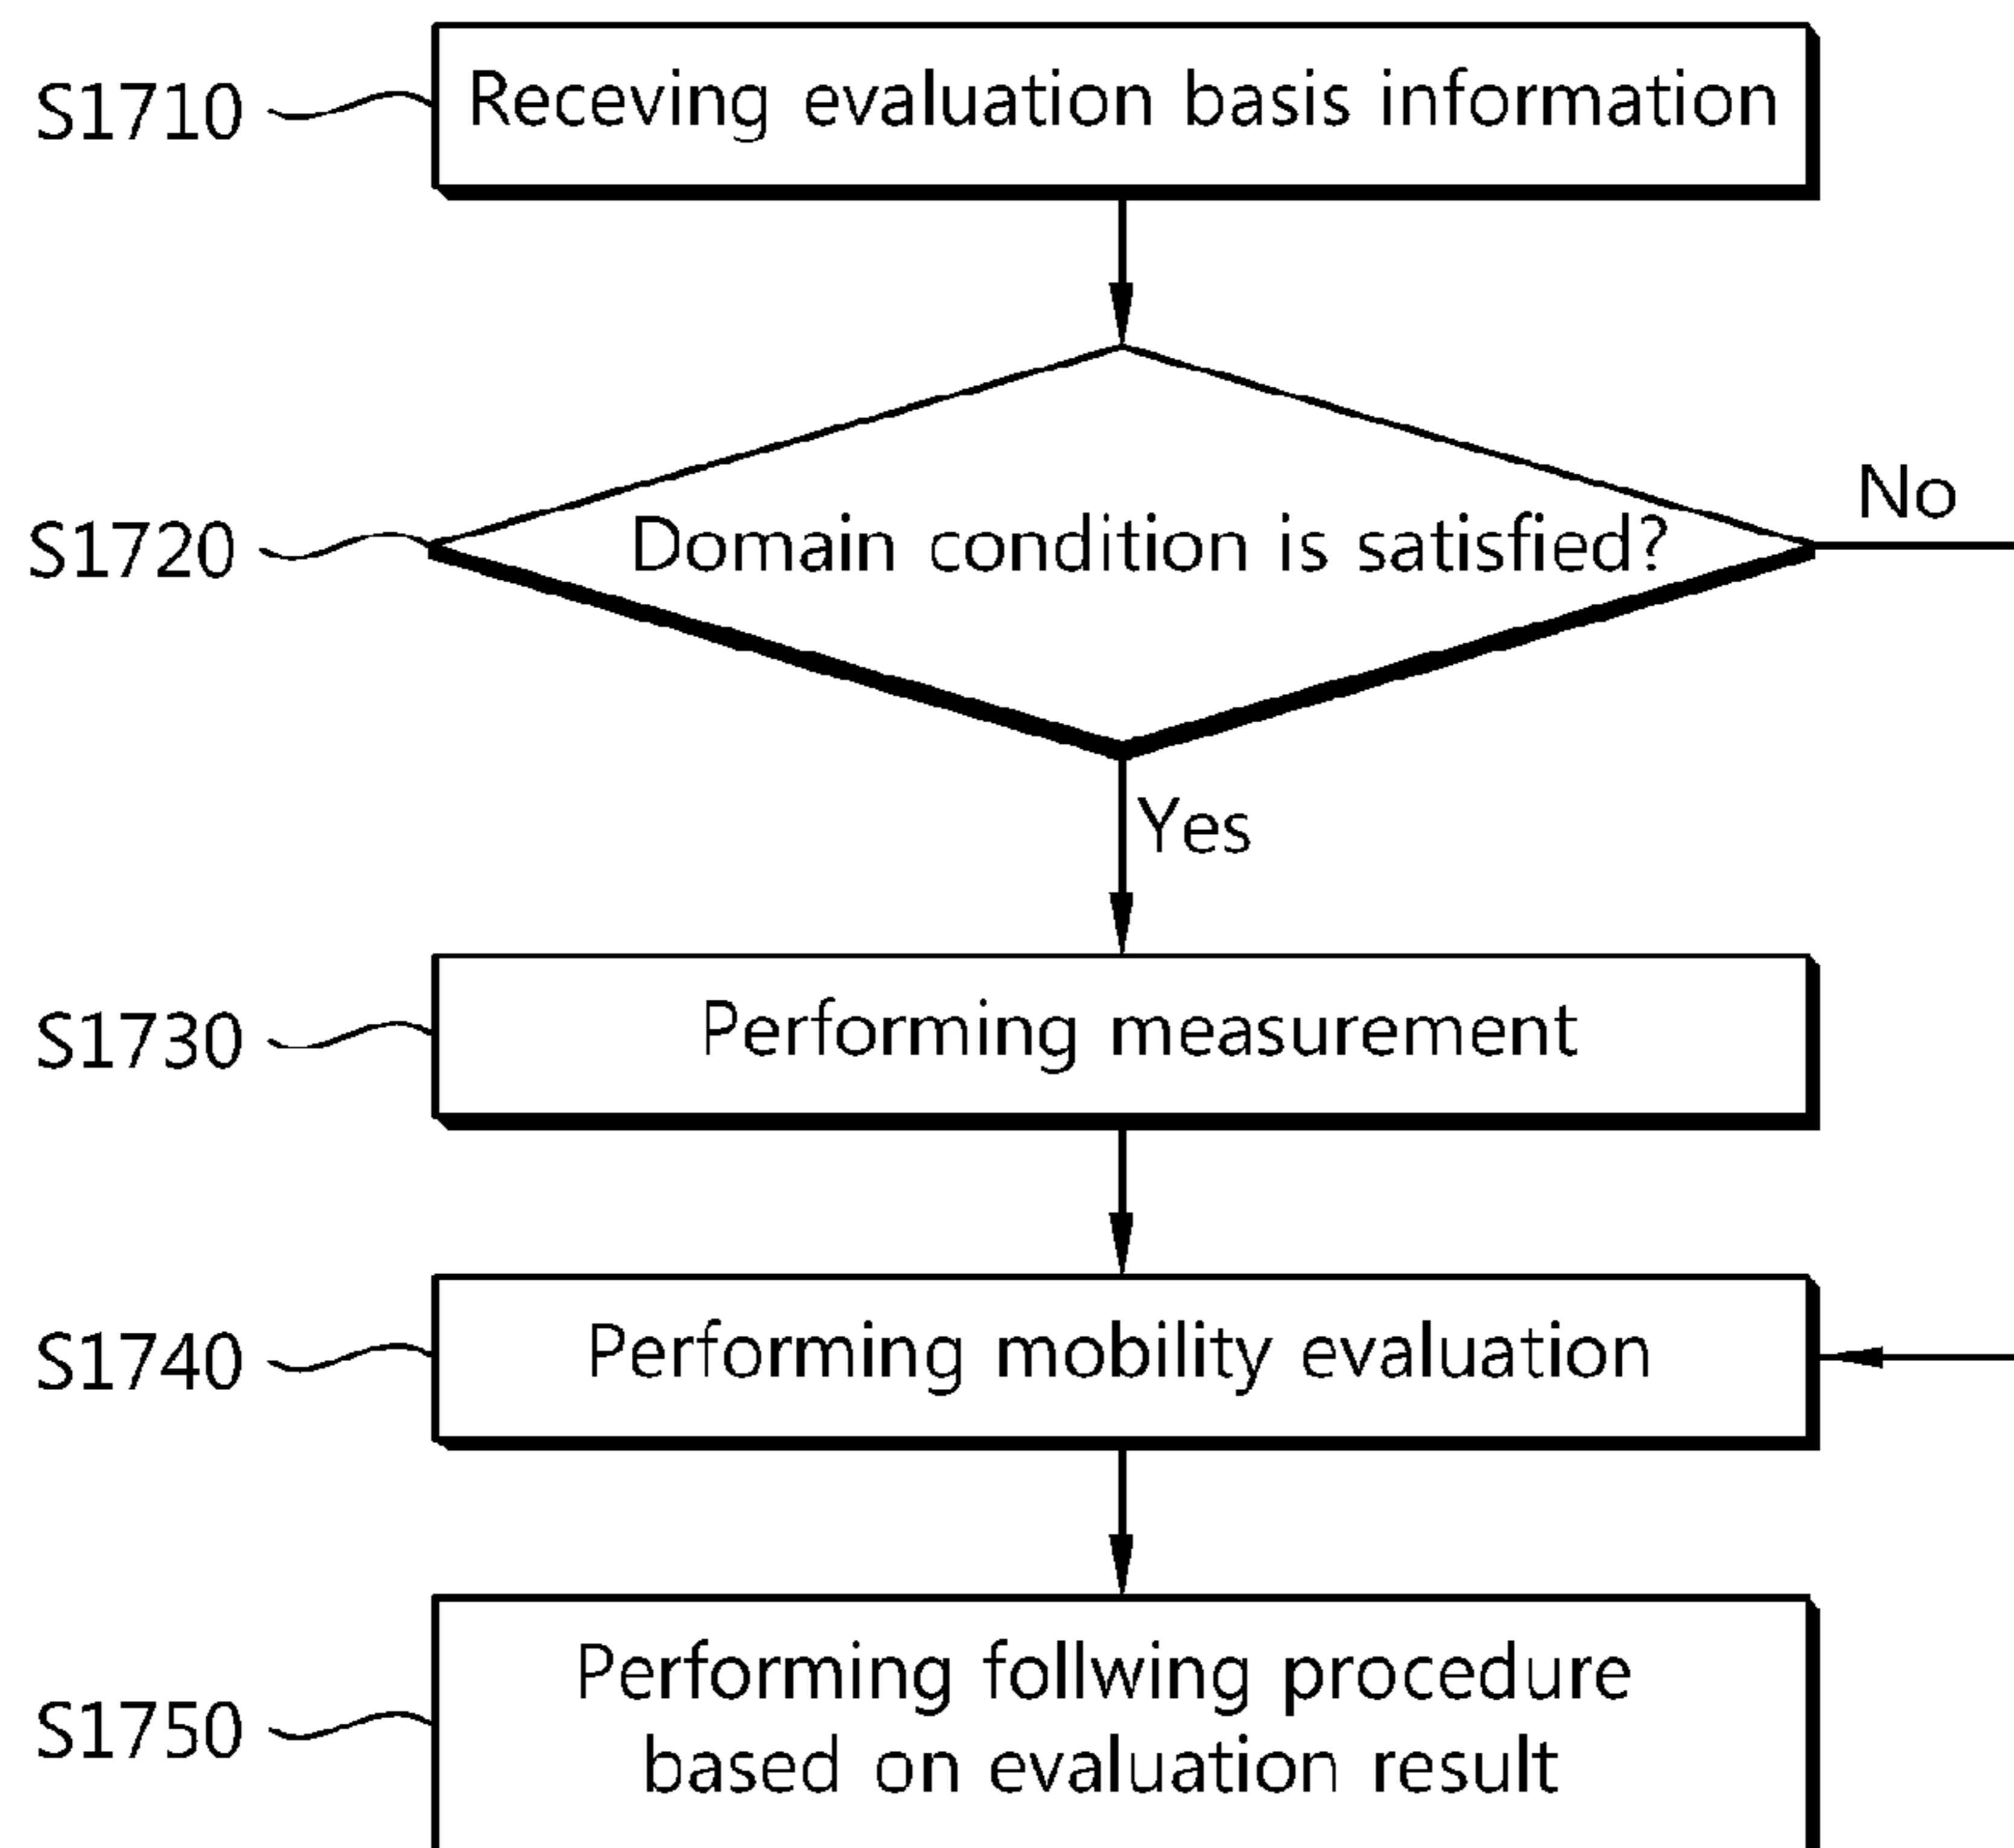 S1710
Receving evaluation basis information
S1720
Domain condition is satisfied?
No
Yes
S1730
Performing measurement
S1740
Performing mobility evaluation
S1750
Performing follwing procedure
based on evaluation result